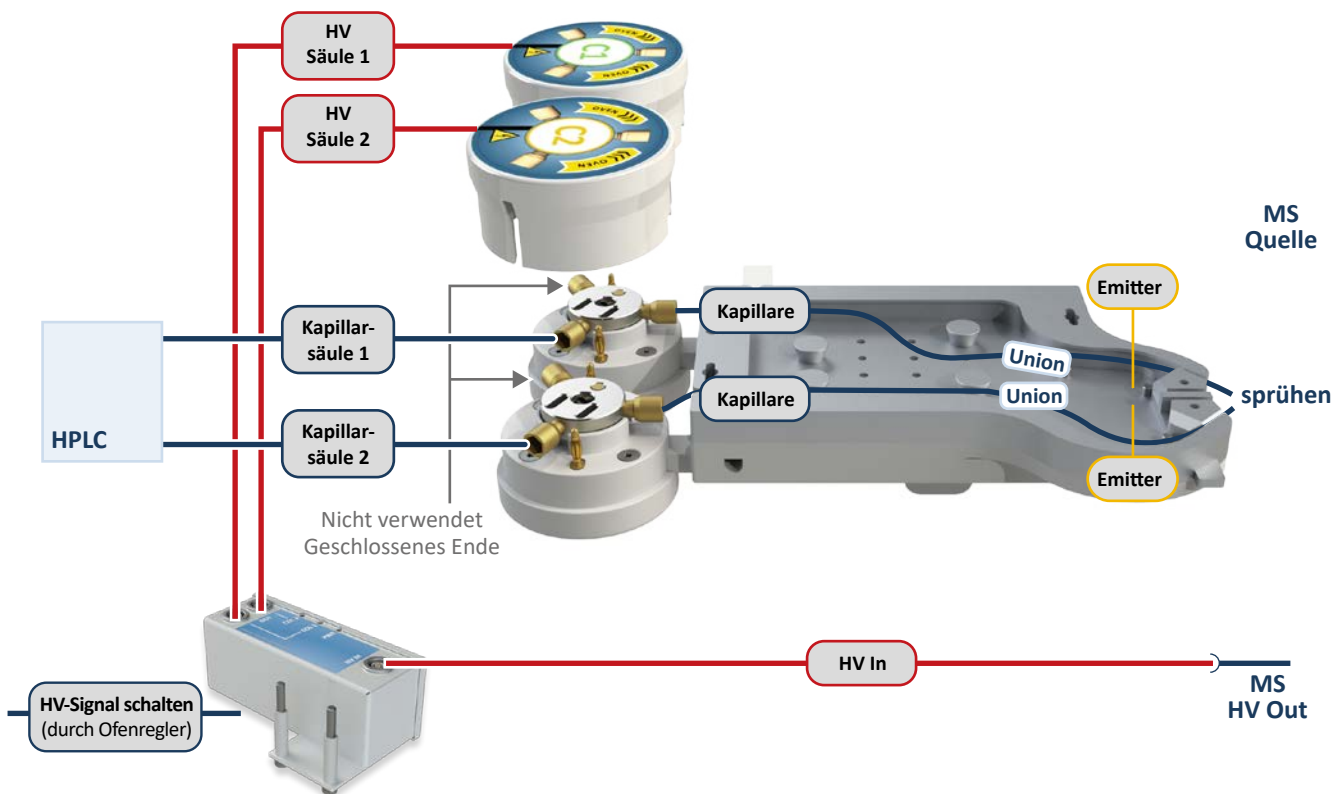 HV
Säule 1
HV
Säule 2
OVEN
C1
OVEN
OVEN
C2
OVEN
MS
Quelle
Emitter
Kapillar-
säule 1
Kapillare
Union
HPLC
Kapillar-
säule 2
Kapillare
Union
sprühen
Emitter
Nicht verwendet
Geschlossenes Ende
HV In
MS
HV Out
HV-Signal schalten
(durch Ofenregler)